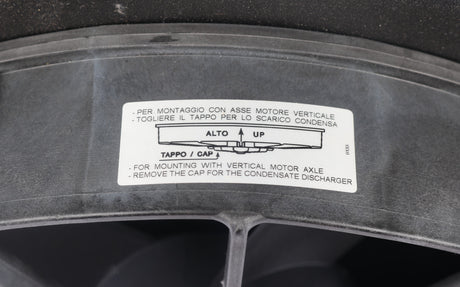 - PER MONTAGGIO CON ASSE MOTORE VERTICALE
- TOGLIERE IL TAPPO PER LO SCARICO CONDENSA
ALTO UP
TAPPO / CAP
- FOR MOUNTING WITH VERTICAL MOTOR AXLE
- REMOVE THE CAP FOR THE CONDENSATE DISCHARGER